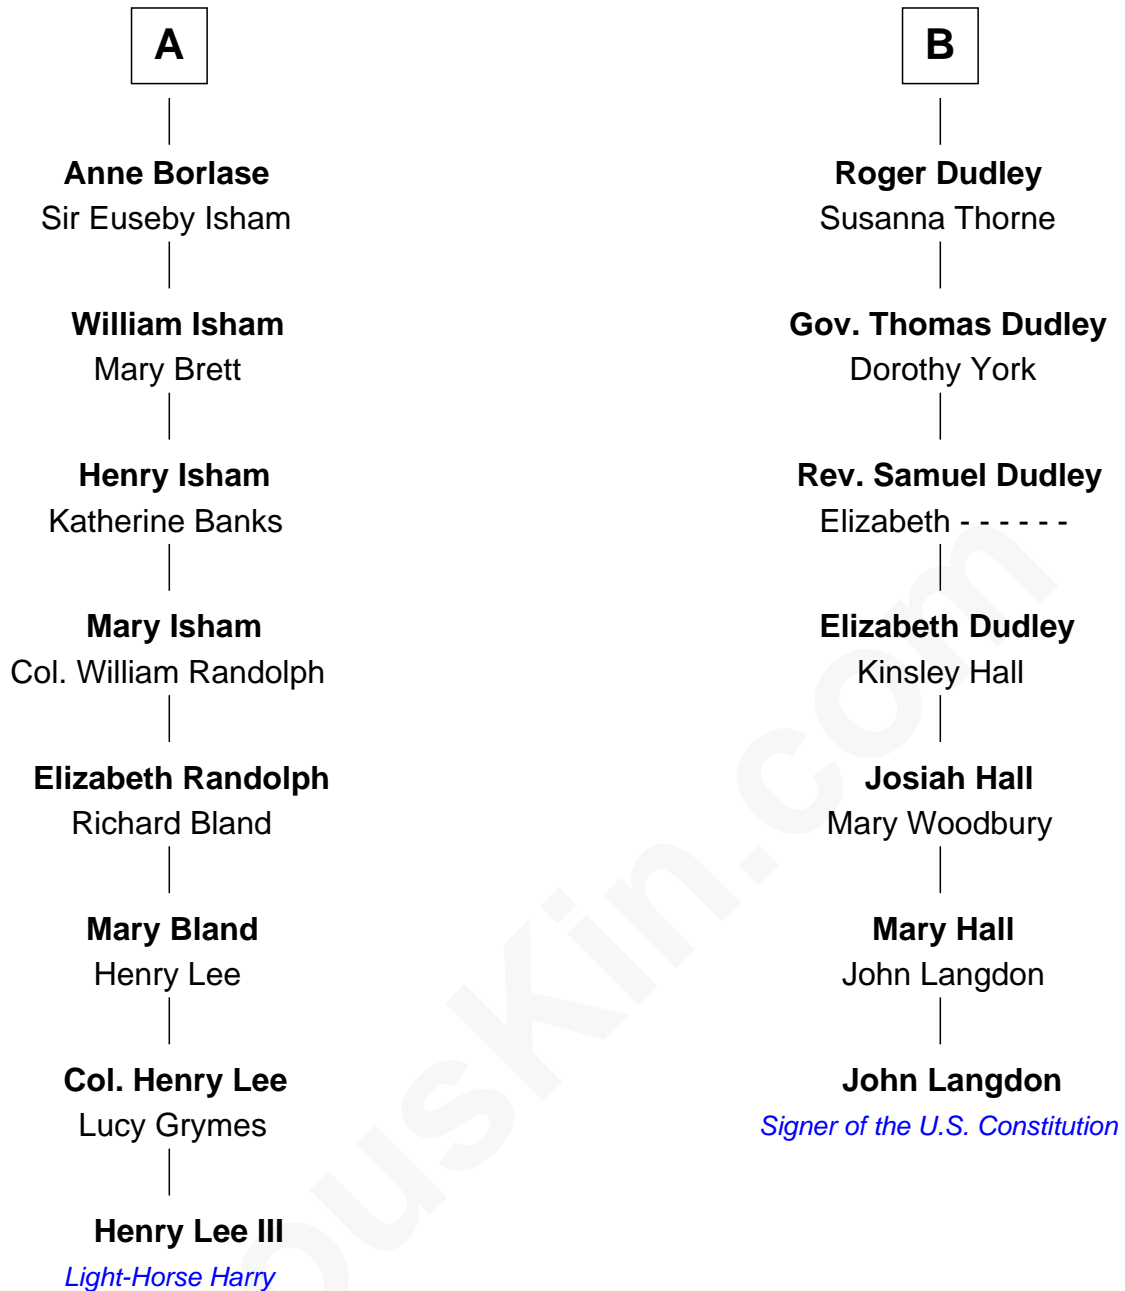 A
Anne Borlase
Sir Euseby Isham
William Isham
Mary Brett
Henry Isham
Katherine Banks
Mary Isham
Col. William Randolph
Elizabeth Randolph
Richard Bland
Mary Bland
Henry Lee
Col. Henry Lee
Lucy Grymes
Henry Lee III
Light-Horse Harry
B
Roger Dudley
Susanna Thorne
Gov. Thomas Dudley
Dorothy York
Rev. Samuel Dudley
Elizabeth - - - - - -
Elizabeth Dudley
Kinsley Hall
Josiah Hall
Mary Woodbury
Mary Hall
John Langdon
John Langdon
Signer of the U.S. Constitution
ousKin.com